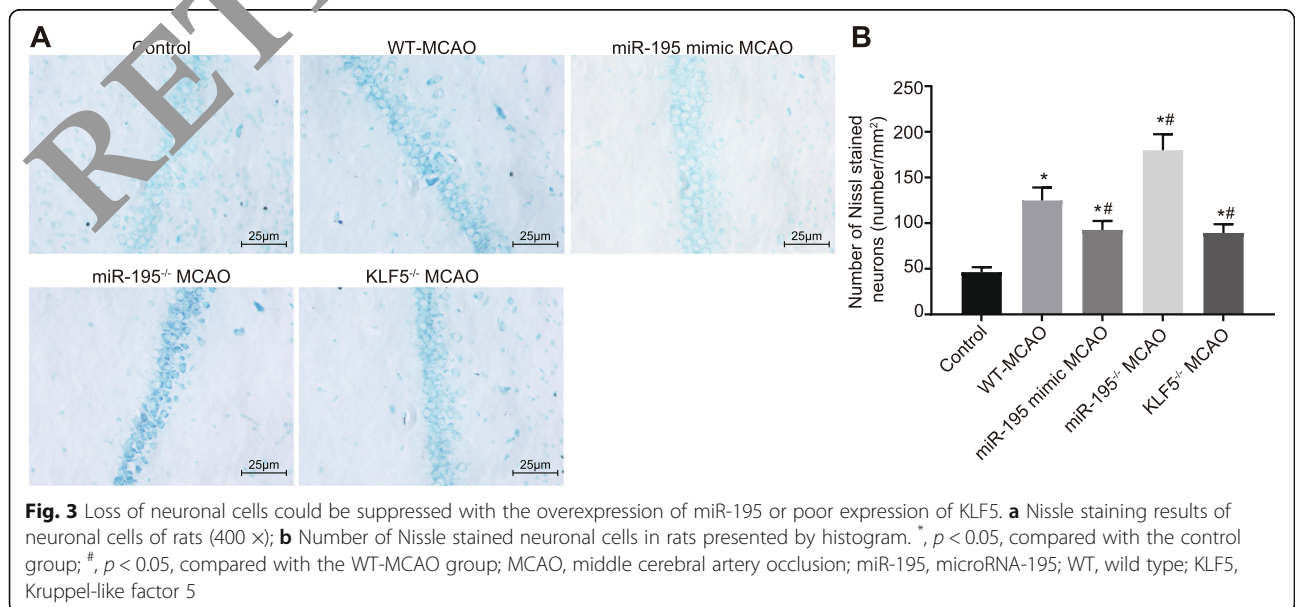 RET
A
Control
WT-MCAO
miR-195 mimic MCAO
25µm
25µm
25µm
miR-195-/- MCAO
KLF5-/- MCAO
25µm
25µm
B
Number of Nissl stained
neurons (number/mm2)
250
200
150
100
50
0
*
*#
*#
*#
Control
WT-MCAO
miR-195 mimic MCAO
miR-195-/- MCAO
KLF5-/- MCAO
Fig. 3 Loss of neuronal cells could be suppressed with the overexpression of miR-195 or poor expression of KLF5. a Nissle staining results of
neuronal cells of rats (400 ×); b Number of Nissle stained neuronal cells in rats presented by histogram. *, p < 0.05, compared with the control
group; #, p < 0.05, compared with the WT-MCAO group; MCAO, middle cerebral artery occlusion; miR-195, microRNA-195; WT, wild type; KLF5,
Kruppel-like factor 5